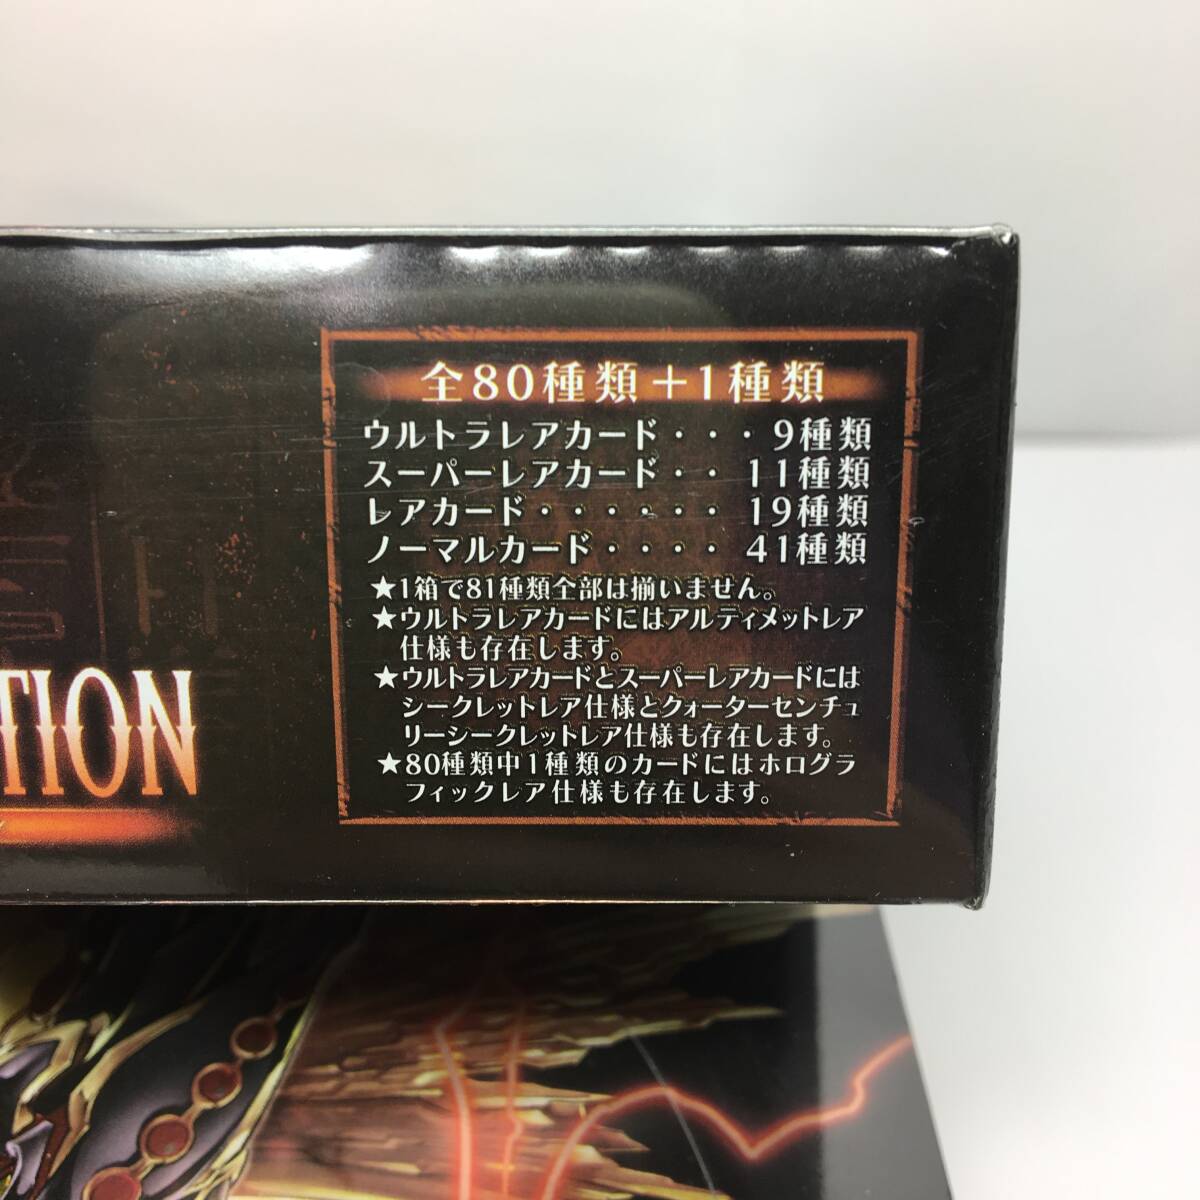 全80種類＋1種類
ウルトラレアカード・・・9種類
スーパーレアカード・・11種類
レアカード・・・・・・19種類
ノーマルカード・・・・41種類
★1箱で81種類全部は揃いません。
★ウルトラレアカードにはアルティメットレア
仕様も存在します。
★ウルトラレアカードとスーパーレアカードには
シークレットレア仕様とクォーターセンチュ
リーシークレットレア仕様も存在します。
★80種類中1種類のカードにはホログラ
フィックレア仕様も存在します。
TION